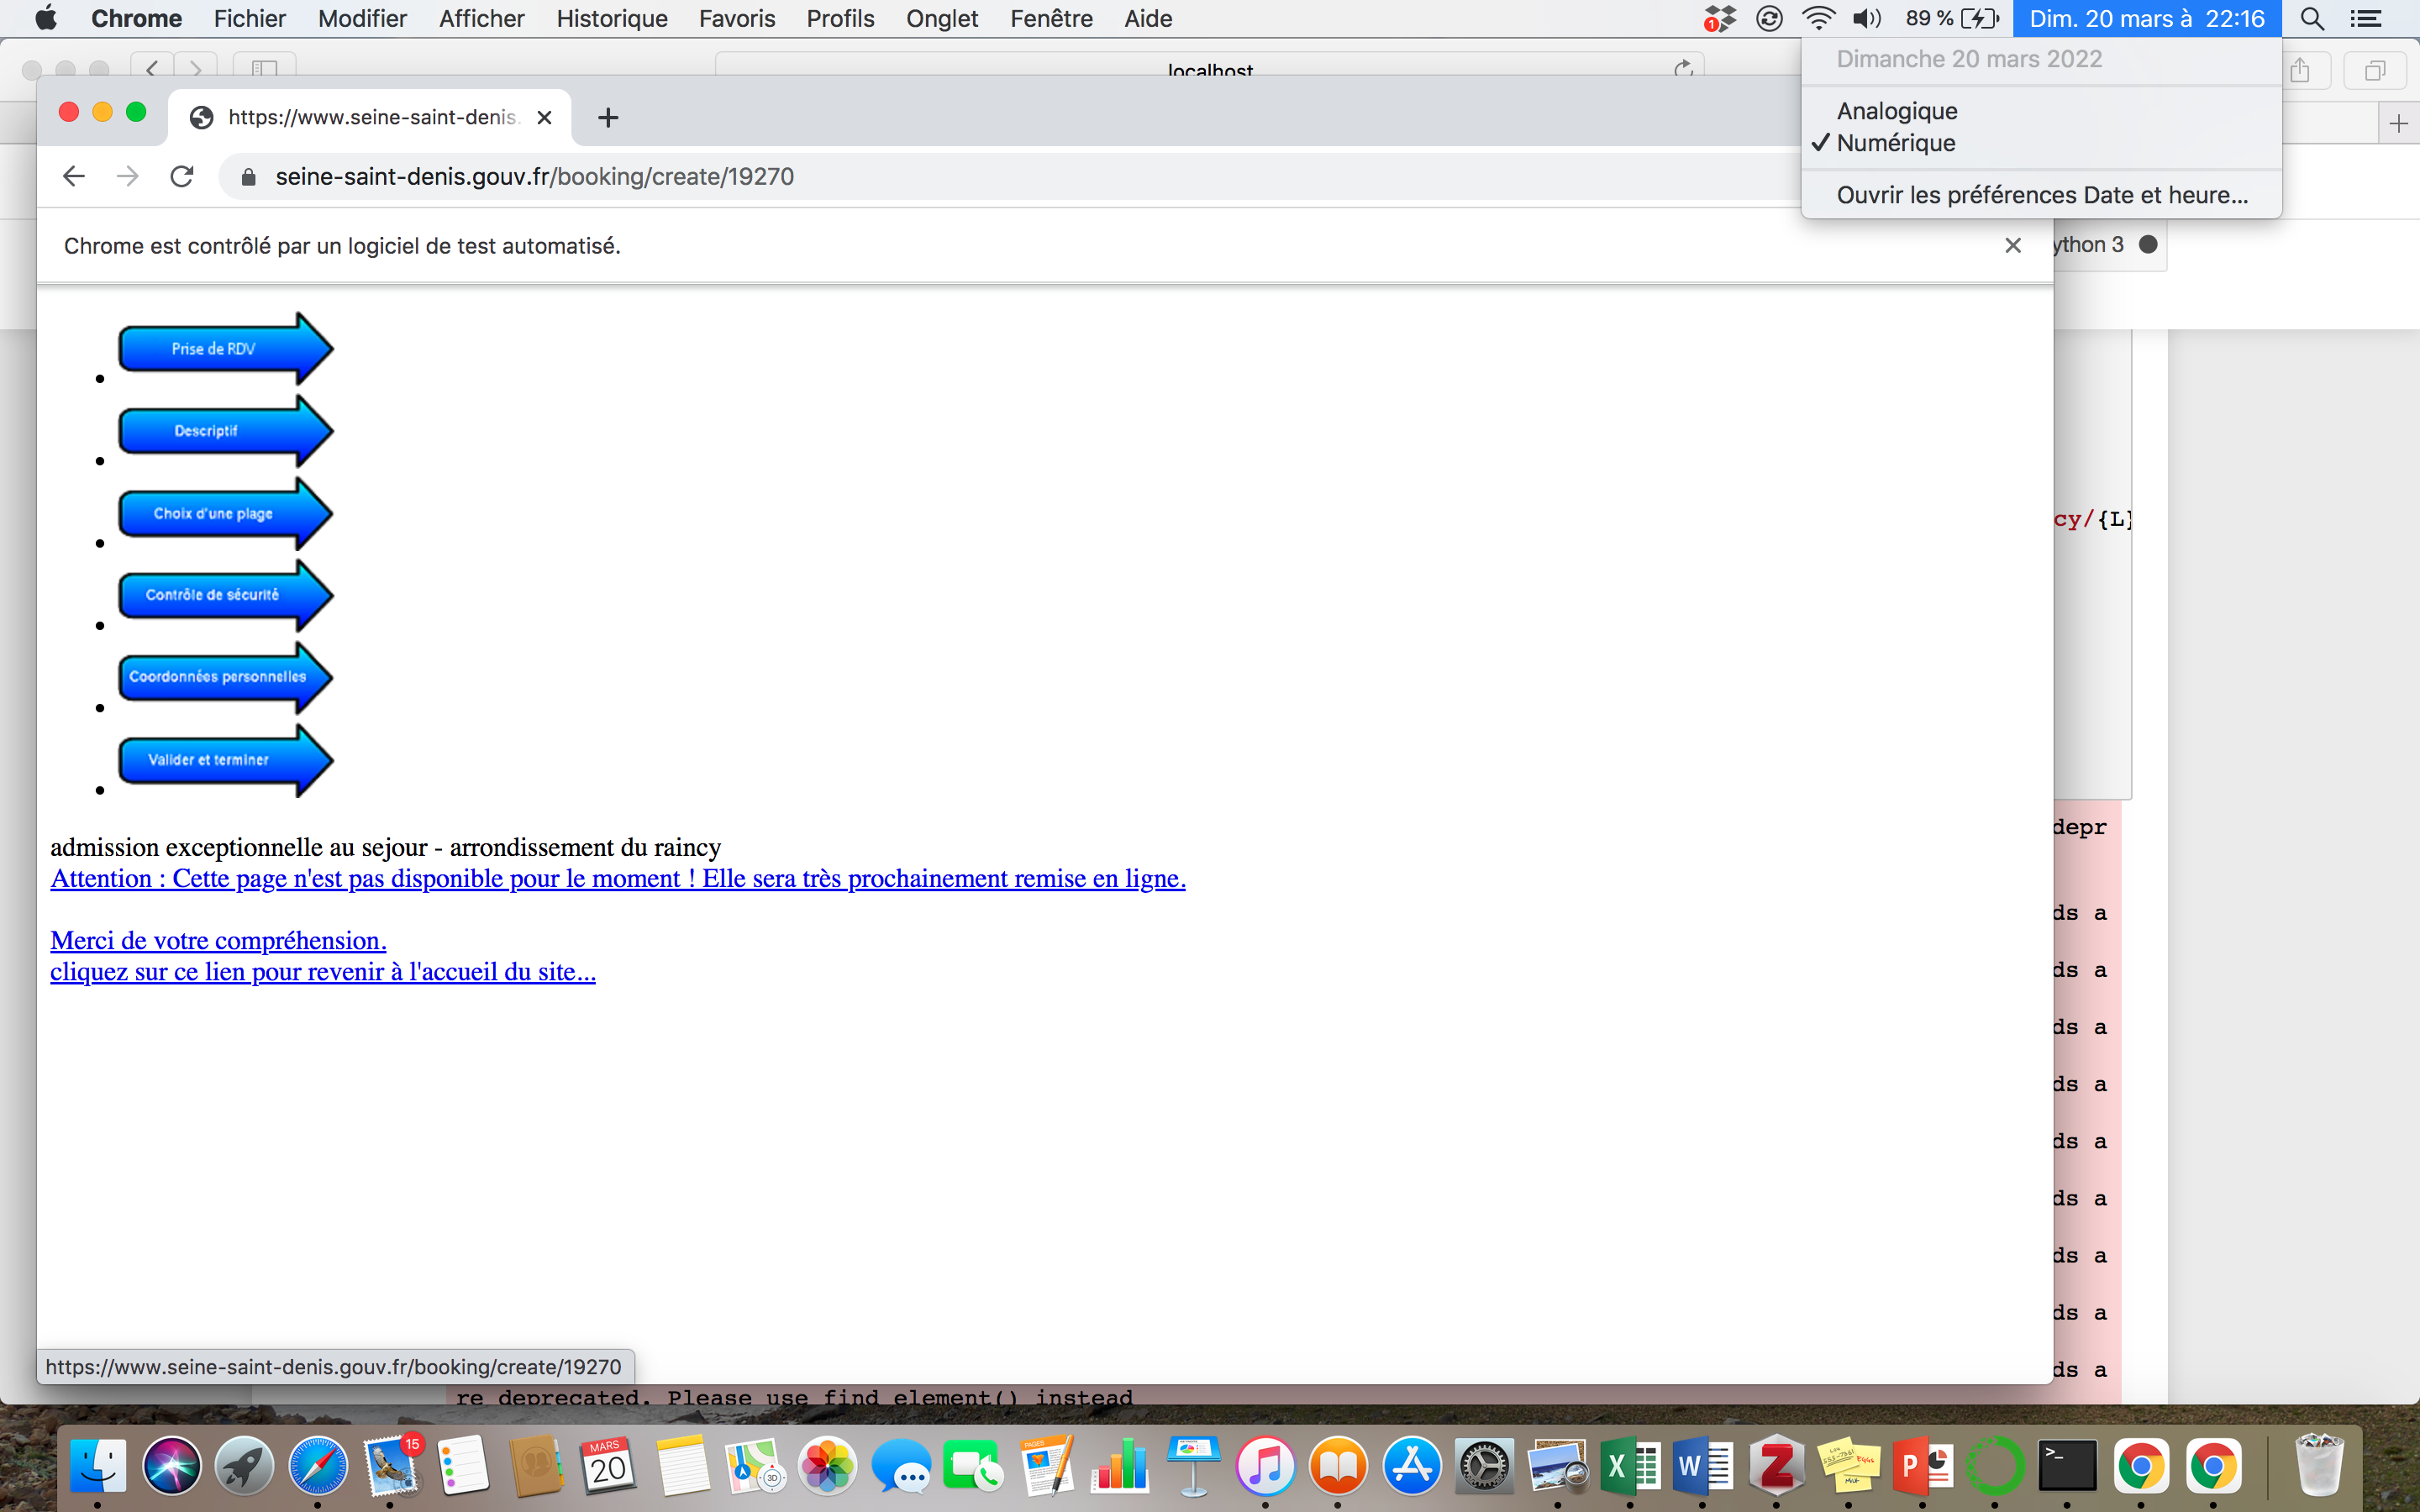 Chrome Fichier Modifier Afficher Historique Favoris Profils Onglet Fenêtre Aide 1 89 % Dim. 20 mars à 22:16
Dimanche 20 mars 2022
Analogique
✓ Numérique
Ouvrir les préférences Date et heure...
localhost
https://www.seine-saint-denis.
seine-saint-denis.gouv.fr/booking/create/19270
Chrome est contrôlé par un logiciel de test automatisé.
ython 3
Prise de RDV
Descriptif
Choix d'une plage
Contrôle de sécurité
Coordonnées personnelles
Valider et terminer
cy/{L}
admission exceptionnelle au sejour - arrondissement du raincy
Attention : Cette page n'est pas disponible pour le moment ! Elle sera très prochainement remise en ligne.
Merci de votre compréhension.
cliquez sur ce lien pour revenir à l'accueil du site...
depr
ds a
ds a
ds a
ds a
ds a
ds a
ds a
ds a
ds a
https://www.seine-saint-denis.gouv.fr/booking/create/19270
re deprecated. Please use find_element() instead
15
MARS
20
PAGES
3D
X
W
Z
P
>_